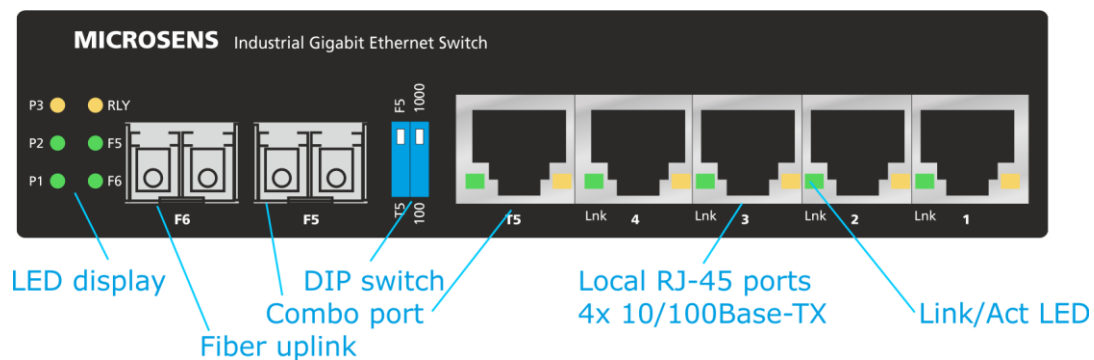 MICROSENS Industrial Gigabit Ethernet Switch
P3 RLY
P2 F5
P1 F6
F6
F5
F5 1000
T5 100
T5
Lnk 4
Lnk 3
Lnk 2
Lnk 1
LED display
DIP switch
Combo port
Fiber uplink
Local RJ-45 ports
4x 10/100Base-TX
Link/Act LED